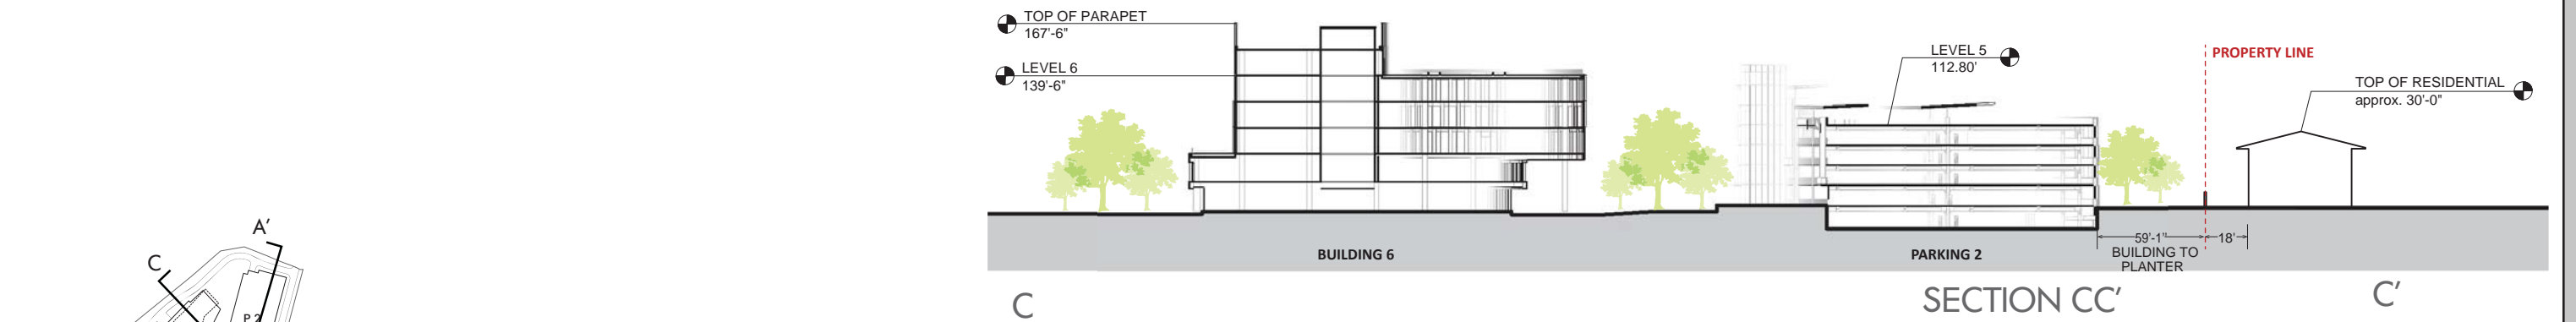 TOP OF PARAPET
167'-6"
LEVEL 6
139'-6"
LEVEL 5
112.80'
PROPERTY LINE
TOP OF RESIDENTIAL
approx. 30'-0"
59'-1"
18'
BUILDING TO
PLANTER
BUILDING 6
PARKING 2
A'
C
P 2
C
SECTION CC'
C'